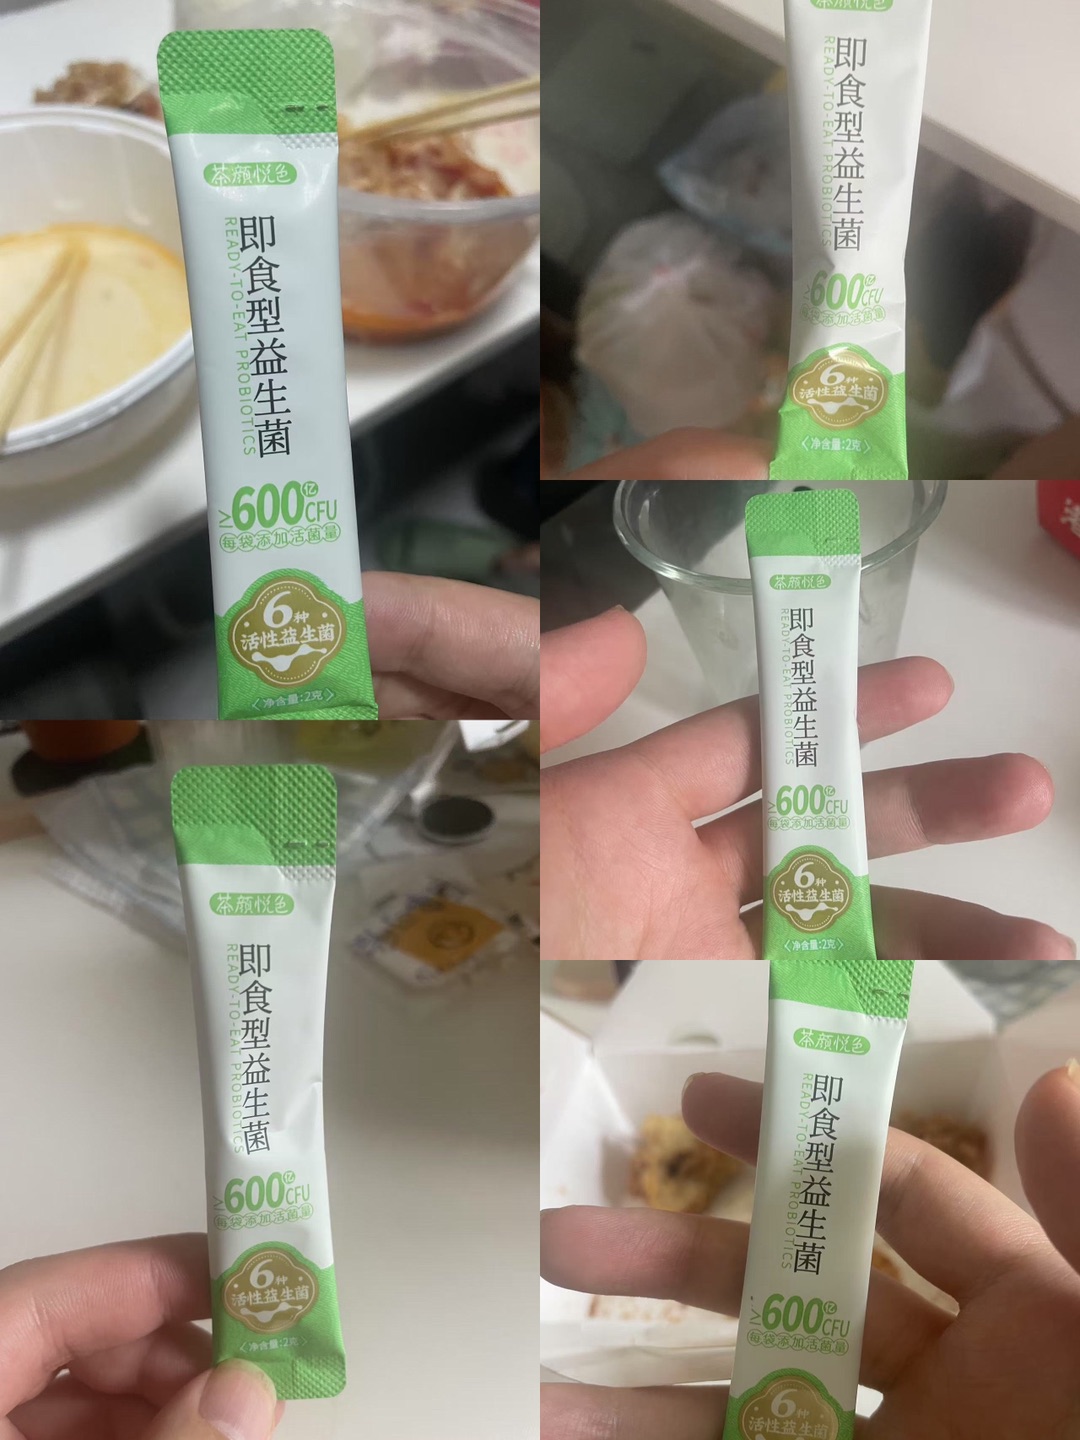 茶颜悦色
即食型益生菌
READY-TO-EAT PROBIOTICS
≥600亿CFU
每袋添加活菌量
6种
活性益生菌
〈净含量:2克〉
茶颜悦色
即食型益生菌
READY-TO-EAT PROBIOTICS
≥600亿CFU
每袋添加活菌量
6种
活性益生菌
〈净含量:2克〉
茶颜悦色
即食型益生菌
READY-TO-EAT PROBIOTICS
≥600亿CFU
每袋添加活菌量
6种
活性益生菌
〈净含量:2克〉
茶颜悦色
即食型益生菌
READY-TO-EAT PROBIOTICS
≥600亿CFU
每袋添加活菌量
6种
活性益生菌
〈净含量:2克〉
茶颜悦色
即食型益生菌
READY-TO-EAT PROBIOTICS
≥600亿CFU
每袋添加活菌量
6种
活性益生菌